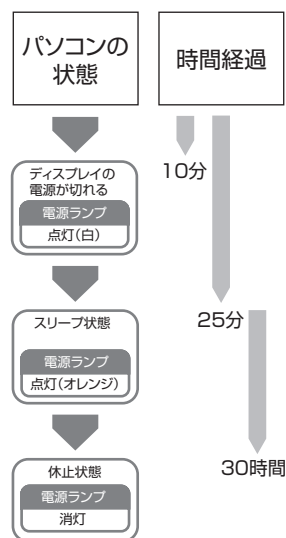 パソコンの
状態
時間経過
10分
ディスプレイの
電源が切れる
電源ランプ
点灯(白)
25分
スリープ状態
電源ランプ
点灯(オレンジ)
30時間
休止状態
電源ランプ
消灯